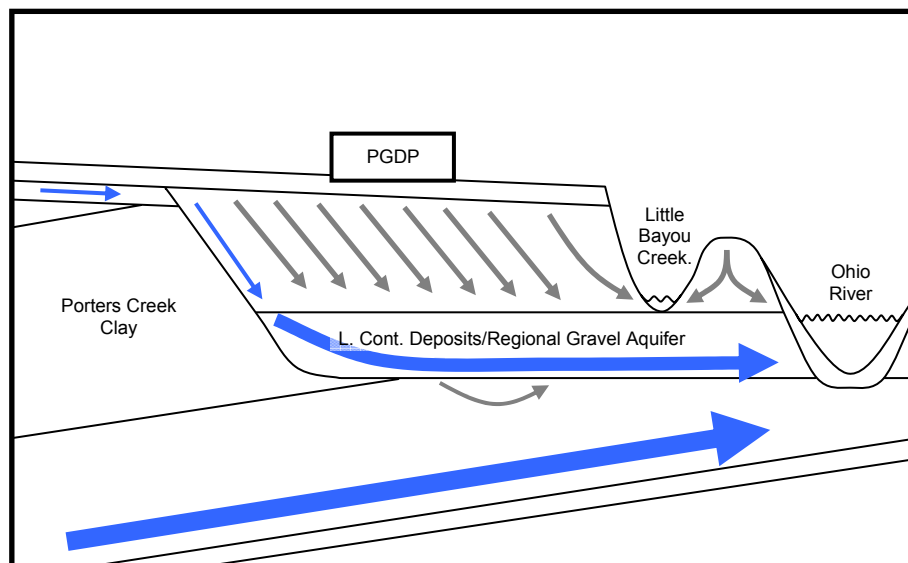 PGDP
Little
Bayou
Creek.
Ohio
River
Porters Creek
Clay
L. Cont. Deposits/Regional Gravel Aquifer